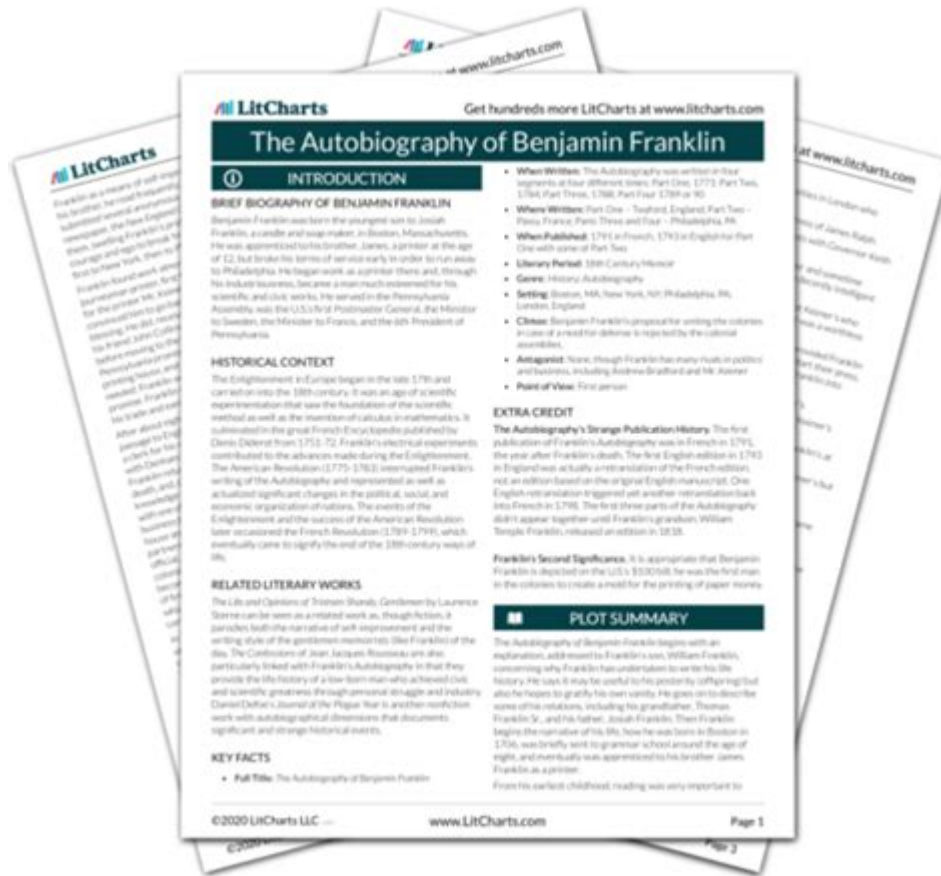 LitCharts
Get hundreds more LitCharts at www.litcharts.com
The Autobiography of Benjamin Franklin
INTRODUCTION
BRIEF BIOGRAPHY OF BENJAMIN FRANKLIN
Benjamin Franklin was born the youngest son to Josiah
Franklin, a candle and soap maker, in Boston, Massachusetts.
He was apprenticed to his brother, James, a printer at the age
of 12, but broke his terms of service early in order to run away
to Philadelphia. He began work as a printer there and, through
his industriousness, became a man much esteemed for his
scientific and civic works. He served in the Pennsylvania
Assembly, was the U.S.'s first Postmaster General, the Minister
to Sweden, the Minister to France, and the 6th President of
Pennsylvania.
HISTORICAL CONTEXT
The Enlightenment in Europe began in the late 17th and
carried on into the 18th century. It was an age of scientific
experimentation that saw the foundation of the scientific
method as well as the invention of calculus in mathematics. It
culminated in the great French Encyclopedia published by
Denis Diderot from 1751-72. Franklin's electrical experiments
contributed to the advances made during the Enlightenment.
The American Revolution (1775-1783) interrupted Franklin's
writing of the Autobiography and represented as well as
actualized significant changes in the political, social, and
economic organization of nations. The events of the
Enlightenment and the success of the American Revolution
later occasioned the French Revolution (1789-1799), which
eventually came to signify the end of the 18th century ways of
life.
RELATED LITERARY WORKS
The Life and Opinions of Tristram Shandy, Gentleman by Laurence
Sterne can be seen as a related work as, though fiction, it
parodies both the narrative of self-improvement and the
writing style of the gentlemen memoirists (like Franklin) of the
day. The Confessions of Jean Jacques Rousseau are also
particularly linked with Franklin's Autobiography in that they
provide the life history of a low-born man who achieved civic
and scientific greatness through personal struggle and industry.
Daniel Defoe's Journal of the Plague Year is another nonfiction
work with autobiographical dimensions that documents
significant and strange historical events.
KEY FACTS
• Full Title: The Autobiography of Benjamin Franklin
• When Written: The Autobiography was written in four
segments at four different times: Part One, 1771, Part Two,
1784, Part Three, 1788, Part Four 1789 or 90
• Where Written: Part One – Twyford, England, Part Two –
Passy, France, Parts Three and Four – Philadelphia, PA
• When Published: 1791 in French, 1793 in English for Part
One with some of Part Two
• Literary Period: 18th Century Memoir
• Genre: History, Autobiography
• Setting: Boston, MA, New York, NY, Philadelphia, PA,
London, England
• Climax: Benjamin Franklin's proposal for uniting the colonies
in case of a need for defense is rejected by the colonial
assemblies.
• Antagonist: None, though Franklin has many rivals in politics
and business, including Andrew Bradford and Mr. Keimer
• Point of View: First person
EXTRA CREDIT
The Autobiography's Strange Publication History. The first
publication of Franklin's Autobiography was in French in 1791,
the year after Franklin's death. The first English edition in 1793
in England was actually a retranslation of the French edition,
not an edition based on the original English manuscript. One
English retranslation triggered yet another retranslation back
into French in 1798. The first three parts of the Autobiography
didn't appear together until Franklin's grandson, William
Temple Franklin, released an edition in 1818.
Franklin's Second Significance. It is appropriate that Benjamin
Franklin is depicted on the U.S.'s $100 bill: he was the first man
in the colonies to create a mold for the printing of paper money.
PLOT SUMMARY
The Autobiography of Benjamin Franklin begins with an
explanation, addressed to Franklin's son, William Franklin,
concerning why Franklin has undertaken to write his life
history. He says it may be useful to his posterity (offspring) but
also he hopes to gratify his own vanity. He goes on to describe
some of his relations, including his grandfather, Thomas
Franklin Sr., and his father, Josiah Franklin. Then Franklin
begins the narrative of his life, how he was born in Boston in
1706, was briefly sent to grammar school around the age of
eight, and eventually was apprenticed to his brother James
Franklin as a printer.
From his earliest childhood, reading was very important to
©2020 LitCharts LLC
www.LitCharts.com
Page 1
LitCharts
Franklin as a means of self-
his brother, he read frequently
submitted several anonymous
at www.litcharts.com
at www.litcharts.com
©2020
Page 3